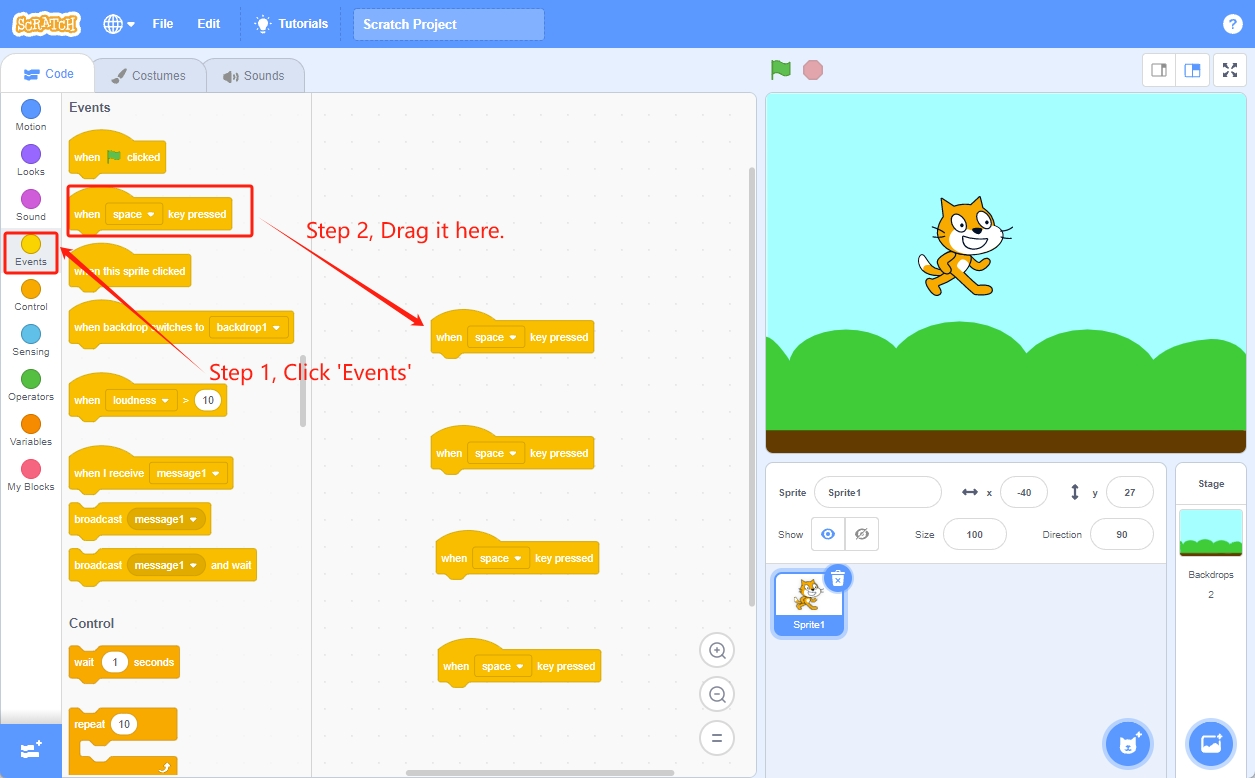 SCRATCH File Edit Tutorials Scratch Project ?
Code Costumes Sounds
Motion
Looks
Sound
Events
Control
Sensing
Operators
Variables
My Blocks
Events
when clicked
when space key pressed
when this sprite clicked
when backdrop switches to backdrop1
when loudness > 10
when I receive message1
broadcast message1
broadcast message1 and wait
Control
wait 1 seconds
repeat 10
Step 2, Drag it here.
Step 1, Click 'Events'
when space key pressed
when space key pressed
when space key pressed
when space key pressed
Sprite Sprite1 x -40 y 27
Show Size 100 Direction 90
Sprite1
Stage
Backdrops
2